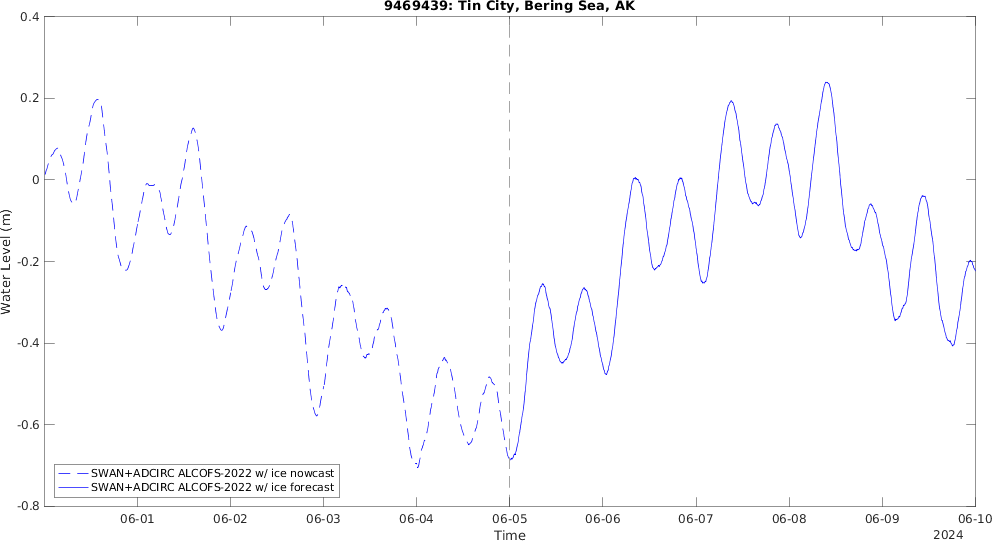 9469439: Tin City, Bering Sea, AK
0.4
0.2
0
-0.2
-0.4
-0.6
-0.8
Water Level (m)
SWAN+ADCIRC ALCOFS-2022 w/ ice nowcast
SWAN+ADCIRC ALCOFS-2022 w/ ice forecast
06-01 06-02 06-03 06-04 06-05 06-06 06-07 06-08 06-09 06-10
Time
2024